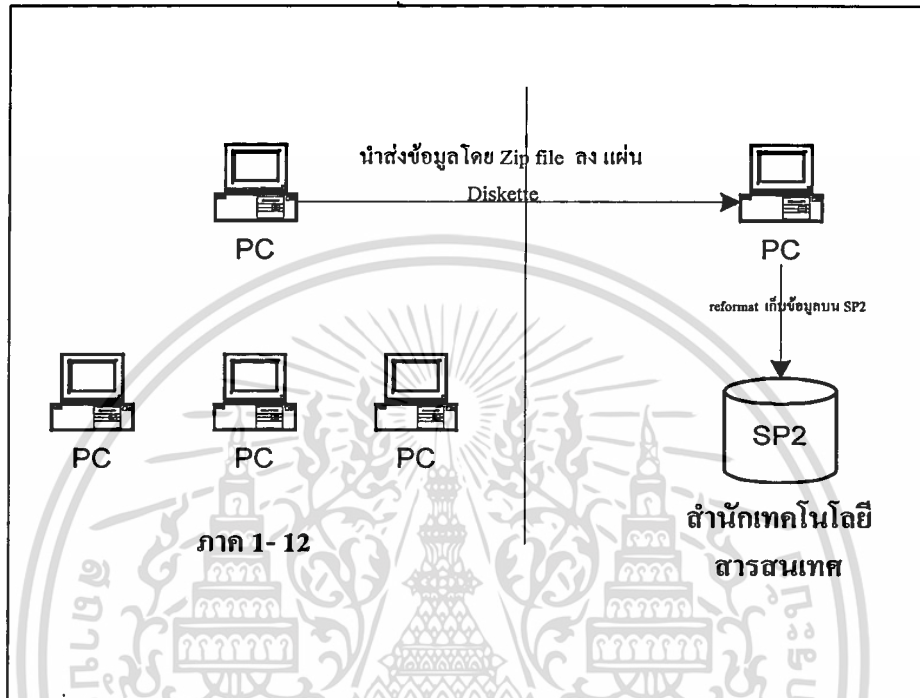 นำส่งข้อมูลโดย Zip file ลง แผ่น
Diskette
PC
PC
reformat เก็บข้อมูลบน SP2
PC
PC
PC
SP2
ภาค 1- 12
สำนักเทคโนโลยี
สารสนเทศ